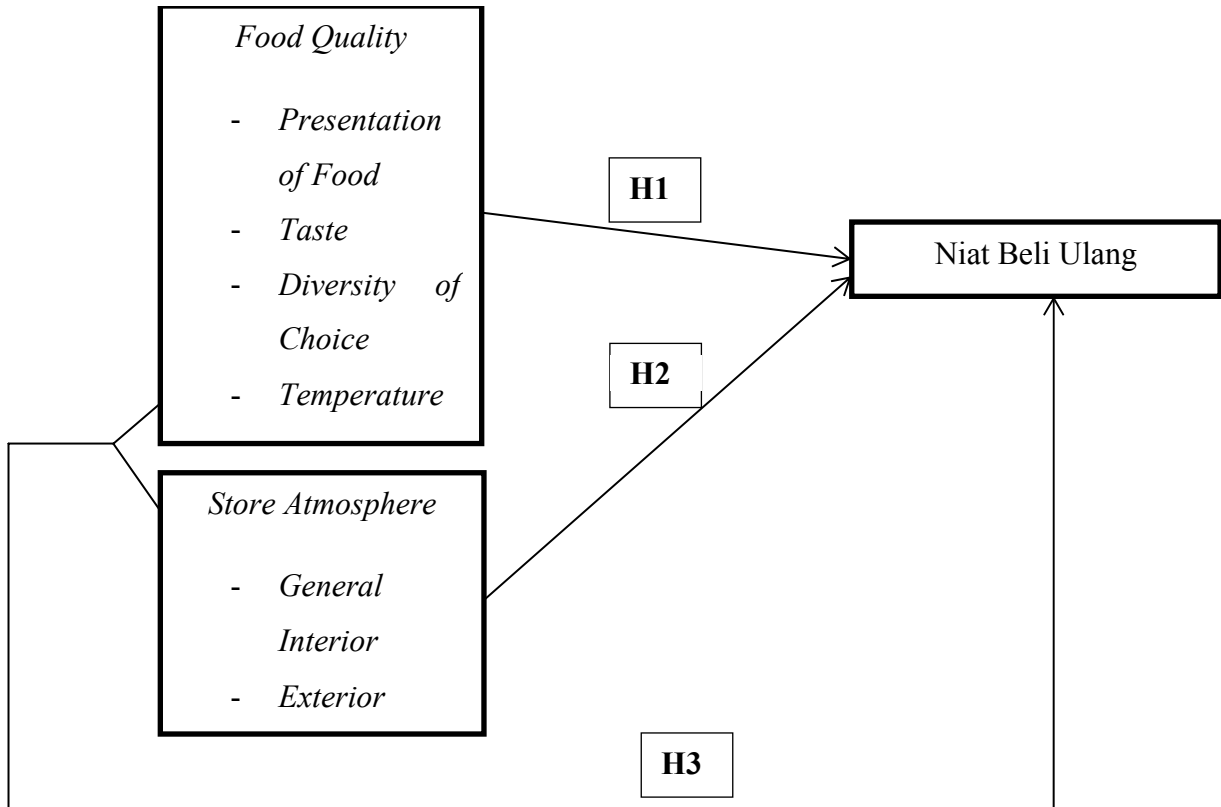 Food Quality
- Presentation
of Food
- Taste
- Diversity of
Choice
- Temperature
H1
Niat Beli Ulang
H2
Store Atmosphere
- General
Interior
- Exterior
H3